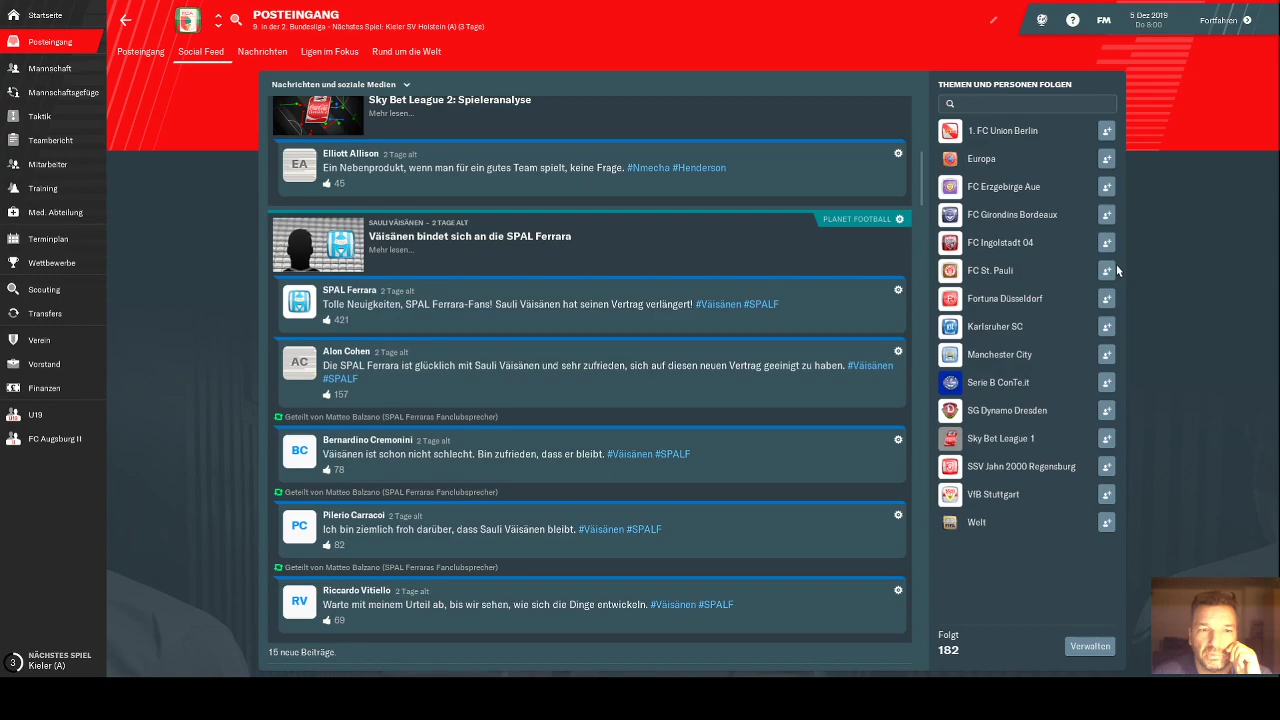 Startseite
Posteingang
Mannschaft
Mannschaftsgefüge
Taktik
Teambericht
Mitarbeiter
Training
Med. Abteilung
Terminplan
Wettbewerbe
Scouting
Transfers
Verein
Vorstand
Finanzen
U19
FC Augsburg II
3
NÄCHSTES SPIEL
Kieler (A)
POSTEINGANG
9. in der 2. Bundesliga - Nächstes Spiel: Kieler SV Holstein (A) (3 Tage)
? FM
5 Dez 2019
Do 8:00
Fortfahren
Posteingang Social Feed Nachrichten Ligen im Fokus Rund um die Welt
Nachrichten und soziale Medien
Sky Bet League 2: Spieleranalyse
Mehr lesen...
EA
Elliott Allison 2 Tage alt
Ein Nebenprodukt, wenn man für ein gutes Team spielt, keine Frage. #Nmecha #Henderson
45
SAULI VÄISÄNEN - 2 TAGE ALT
PLANET FOOTBALL
Väisänen bindet sich an die SPAL Ferrara
Mehr lesen...
SPAL Ferrara 2 Tage alt
Tolle Neuigkeiten, SPAL Ferrara-Fans! Sauli Väisänen hat seinen Vertrag verlängert! #Väisänen #SPALF
421
AC
Alon Cohen 2 Tage alt
Die SPAL Ferrara ist glücklich mit Sauli Väisänen und sehr zufrieden, sich auf diesen neuen Vertrag geeinigt zu haben. #Väisänen
#SPALF
157
Geteilt von Matteo Balzano (SPAL Ferraras Fanclubsprecher)
BC
Bernardino Cremonini 2 Tage alt
Väisänen ist schon nicht schlecht. Bin zufrieden, dass er bleibt. #Väisänen #SPALF
78
Geteilt von Matteo Balzano (SPAL Ferraras Fanclubsprecher)
PC
Pilerio Carracoi 2 Tage alt
Ich bin ziemlich froh darüber, dass Sauli Väisänen bleibt. #Väisänen #SPALF
82
Geteilt von Matteo Balzano (SPAL Ferraras Fanclubsprecher)
RV
Riccardo Vitiello 2 Tage alt
Warte mit meinem Urteil ab, bis wir sehen, wie sich die Dinge entwickeln. #Väisänen #SPALF
69
15 neue Beiträge.
THEMEN UND PERSONEN FOLGEN
1. FC Union Berlin
Europa
FC Erzgebirge Aue
FC Girondins Bordeaux
FC Ingolstadt 04
FC St. Pauli
Fortuna Düsseldorf
Karlsruher SC
Manchester City
Serie B ConTe.it
SG Dynamo Dresden
Sky Bet League 1
SSV Jahn 2000 Regensburg
VfB Stuttgart
Welt
Folgt
182
Verwalten